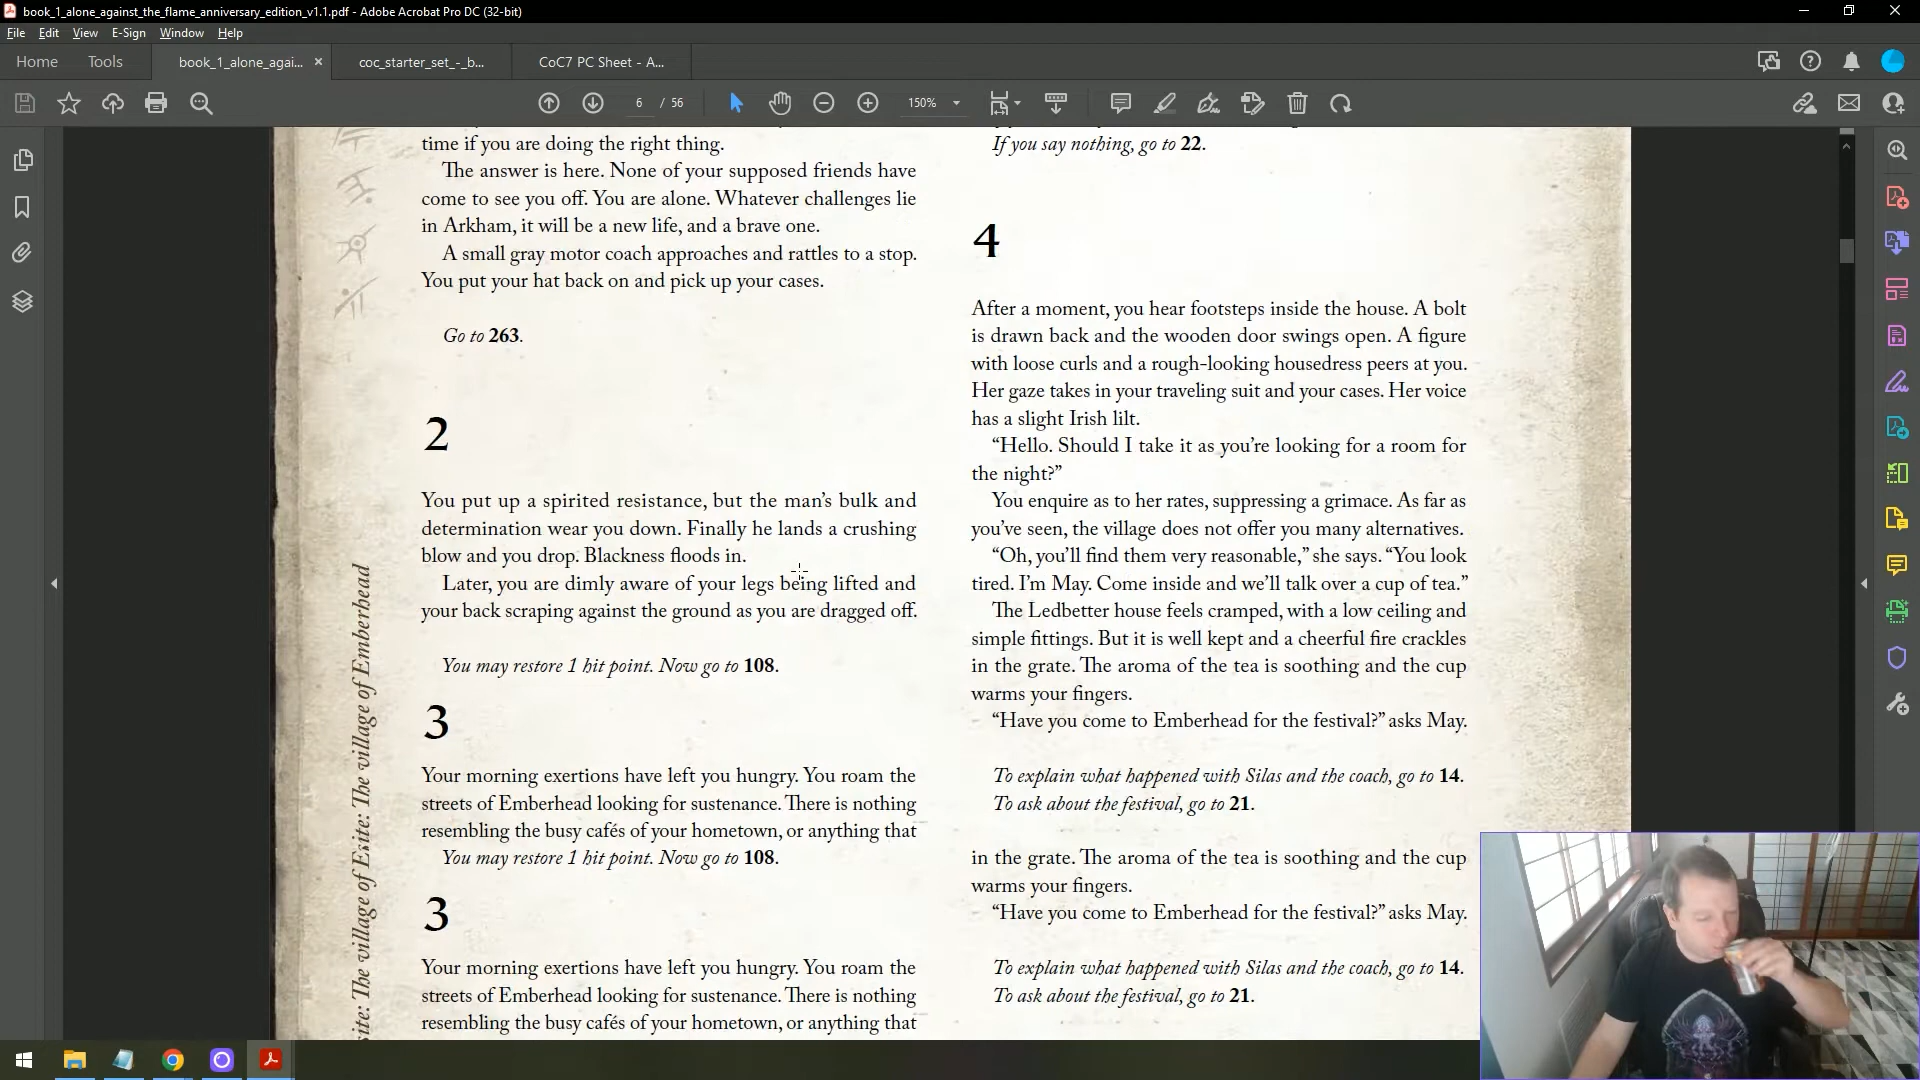 book_1_alone_against_the_flame_anniversary_edition_v1.1.pdf - Adobe Acrobat Pro DC (32-bit)
File Edit View E-Sign Window Help
Home Tools book_1_alone_agai... × coc_starter_set_-_b... CoC7 PC Sheet - A...
6 / 56 150%
time if you are doing the right thing.
The answer is here. None of your supposed friends have
come to see you off. You are alone. Whatever challenges lie
in Arkham, it will be a new life, and a brave one.
A small gray motor coach approaches and rattles to a stop.
You put your hat back on and pick up your cases.
Go to 263.
2
You put up a spirited resistance, but the man's bulk and
determination wear you down. Finally he lands a crushing
blow and you drop. Blackness floods in.
Later, you are dimly aware of your legs being lifted and
your back scraping against the ground as you are dragged off.
You may restore 1 hit point. Now go to 108.
3
Your morning exertions have left you hungry. You roam the
streets of Emberhead looking for sustenance. There is nothing
resembling the busy cafés of your hometown, or anything that
You may restore 1 hit point. Now go to 108.
3
Your morning exertions have left you hungry. You roam the
streets of Emberhead looking for sustenance. There is nothing
resembling the busy cafés of your hometown, or anything that
If you say nothing, go to 22.
4
After a moment, you hear footsteps inside the house. A bolt
is drawn back and the wooden door swings open. A figure
with loose curls and a rough-looking housedress peers at you.
Her gaze takes in your traveling suit and your cases. Her voice
has a slight Irish lilt.
“Hello. Should I take it as you're looking for a room for
the night?”
You enquire as to her rates, suppressing a grimace. As far as
you've seen, the village does not offer you many alternatives.
“Oh, you'll find them very reasonable,” she says. “You look
tired. I'm May. Come inside and we'll talk over a cup of tea.”
The Ledbetter house feels cramped, with a low ceiling and
simple fittings. But it is well kept and a cheerful fire crackles
in the grate. The aroma of the tea is soothing and the cup
warms your fingers.
“Have you come to Emberhead for the festival?” asks May.
To explain what happened with Silas and the coach, go to 14.
To ask about the festival, go to 21.
in the grate. The aroma of the tea is soothing and the cup
warms your fingers.
“Have you come to Emberhead for the festival?” asks May.
To explain what happened with Silas and the coach, go to 14.
To ask about the festival, go to 21.
site: The village of Emberhead